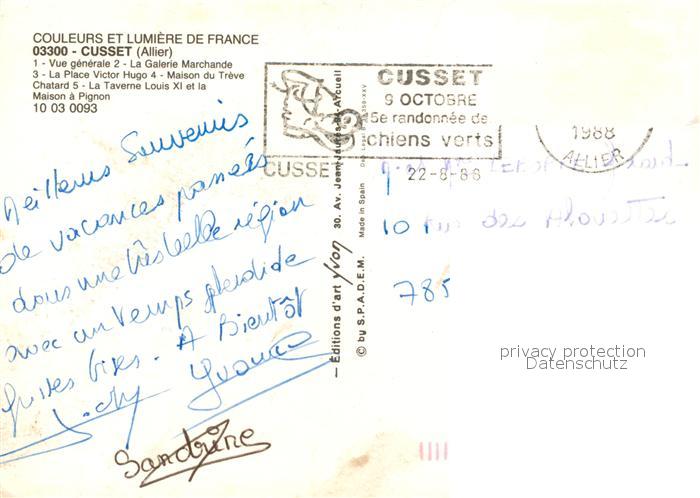 COULEURS ET LUMIÈRE DE FRANCE
03300 - CUSSET (Allier)
1 - Vue générale 2 - La Galerie Marchande
3 - La Place Victor Hugo 4 - Maison du Trève
Chatard 5 - La Taverne Louis XI et la
Maison à Pignon
10 03 0093
Meilleurs Souvenirs
de vacances passées
dans une très belle région
avec un temps splendide
Grosses bises. A Bientôt
Yvonne
Sandrine
— Éditions d'art yvon 30, Av. Jean-Jaurès - Arcueil
© by S.P.A.D.E.M. Made in Spain
CUSSET
9 OCTOBRE
5e randonnée de
chiens verts
CUSSET
22-8-88
1988
ALLIER
10
785
privacy protection
Datenschutz